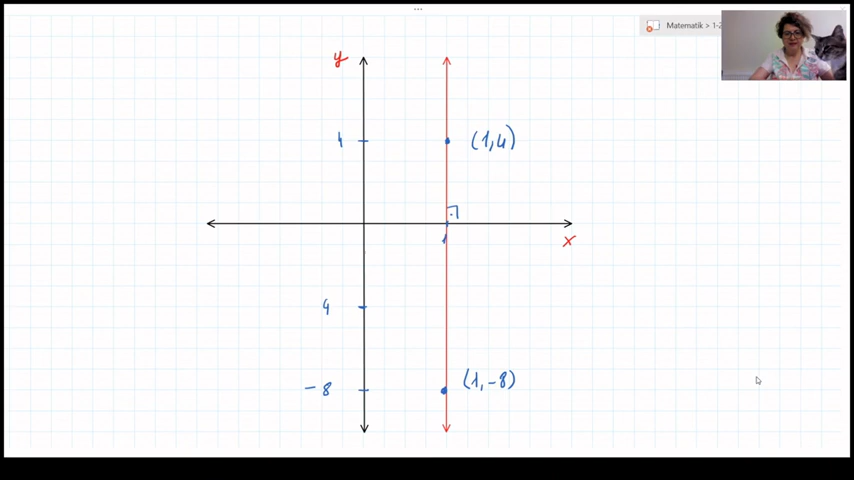 Matematik > 1-2
y
4
(1,4)
1
x
4
-8
(1,-8)